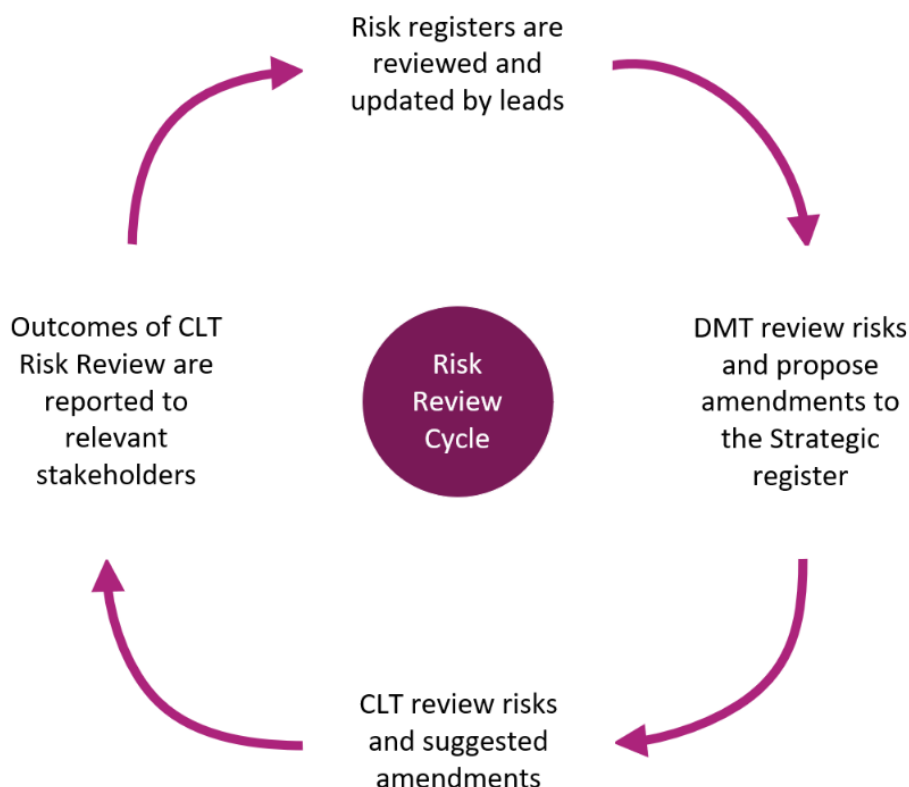 Risk registers are
reviewed and
updated by leads
DMT review risks
and propose
amendments to
the Strategic
register
CLT review risks
and suggested
amendments
Outcomes of CLT
Risk Review are
reported to
relevant
stakeholders
Risk
Review
Cycle